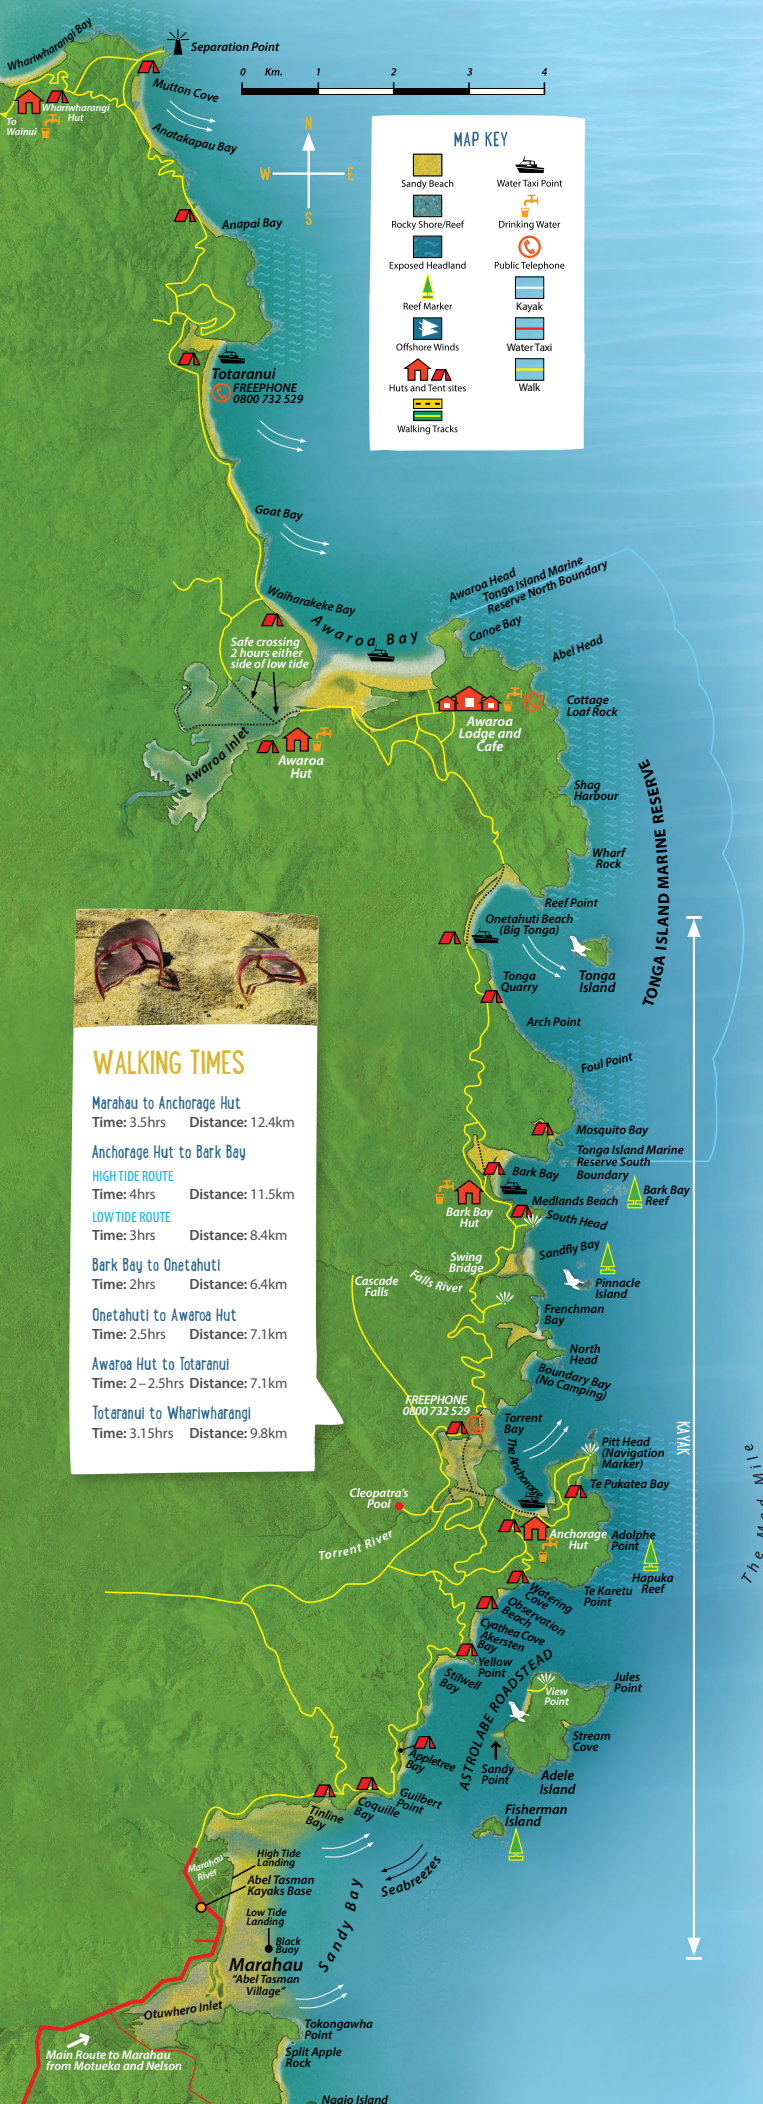 Whariwharangi Bay
Separation Point
0 Km. 1 2 3 4
Mutton Cove
Whariwharangi
Hut
To
Wainui
Anatakapau Bay
N
W E
S
Anapai Bay
MAP KEY
Sandy Beach
Water Taxi Point
Rocky Shore/Reef
Drinking Water
Exposed Headland
Public Telephone
Reef Marker
Kayak
Offshore Winds
Water Taxi
Huts and Tent sites
Walk
Walking Tracks
Totaranui
FREEPHONE
0800 732 529
Goat Bay
Waiharakeke Bay
Awaroa Bay
Awaroa Head
Tonga Island Marine
Reserve North Boundary
Canoe Bay
Abel Head
Safe crossing
2 hours either
side of low tide
Cottage
Loaf Rock
Awaroa
Lodge and
Cafe
Awaroa Inlet
Awaroa
Hut
Shag
Harbour
TONGA ISLAND MARINE RESERVE
Wharf
Rock
Reef Point
Onetahuti Beach
(Big Tonga)
Tonga
Island
Tonga
Quarry
Arch Point
Foul Point
Mosquito Bay
Tonga Island Marine
Reserve South
Boundary
Bark Bay
Bark Bay
Reef
Medlands Beach
Bark Bay
Hut
South Head
Swing
Bridge
Sandfly Bay
Cascade
Falls
Falls River
Pinnacle
Island
Frenchman
Bay
North
Head
Boundary Bay
(No Camping)
WALKING TIMES
Marahau to Anchorage Hut
Time: 3.5hrs Distance: 12.4km
Anchorage Hut to Bark Bay
HIGH TIDE ROUTE
Time: 4hrs Distance: 11.5km
LOW TIDE ROUTE
Time: 3hrs Distance: 8.4km
Bark Bay to Onetahuti
Time: 2hrs Distance: 6.4km
Onetahuti to Awaroa Hut
Time: 2.5hrs Distance: 7.1km
Awaroa Hut to Totaranui
Time: 2–2.5hrs Distance: 7.1km
Totaranui to Whariwharangi
Time: 3.15hrs Distance: 9.8km
FREEPHONE
0800 732 529
Torrent
Bay
The Anchorage
Pitt Head
(Navigation
Marker)
KAYAK
The Mad Mile
Te Pukatea Bay
Cleopatra's
Pool
Torrent River
Anchorage
Hut
Adolphe
Point
Hapuka
Reef
Te Karetu
Point
Watering
Cove
Observation
Beach
Cyathea Cove
Akersten
Bay
Yellow
Point
Stilwell
Bay
ASTROLABE ROADSTEAD
View
Point
Jules
Point
Stream
Cove
Sandy
Point
Adele
Island
Appletree
Bay
Guilbert
Point
Coquille
Bay
Tinline
Bay
Fisherman
Island
Marahau
River
High Tide
Landing
Abel Tasman
Kayaks Base
Seabreezes
Low Tide
Landing
Black
Buoy
Sandy Bay
Marahau
"Abel Tasman
Village"
Otuwhero Inlet
Tokongawha
Point
Main Route to Marahau
from Motueka and Nelson
Split Apple
Rock
Ngaio Island